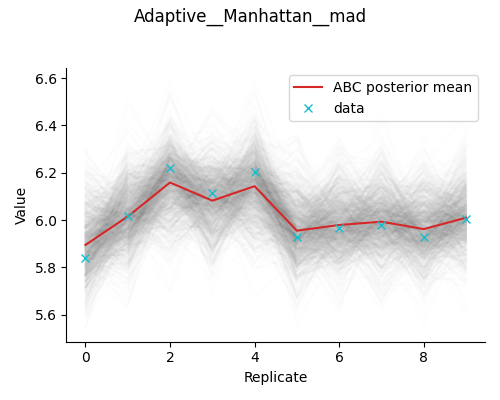 Adaptive__Manhattan__mad
ABC posterior mean
data
6.6
6.4
6.2
6.0
5.8
5.6
Value
0
2
4
6
8
Replicate